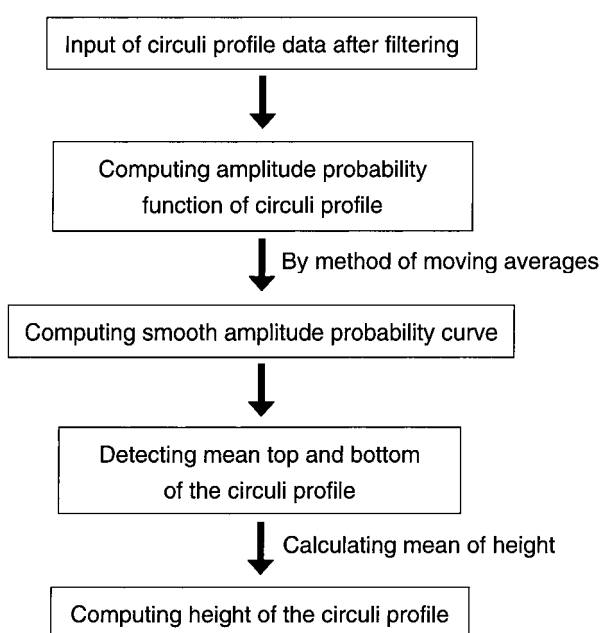 Input of circuli profile data after filtering
Computing amplitude probability
function of circuli profile
By method of moving averages
Computing smooth amplitude probability curve
Detecting mean top and bottom
of the circuli profile
Calculating mean of height
Computing height of the circuli profile